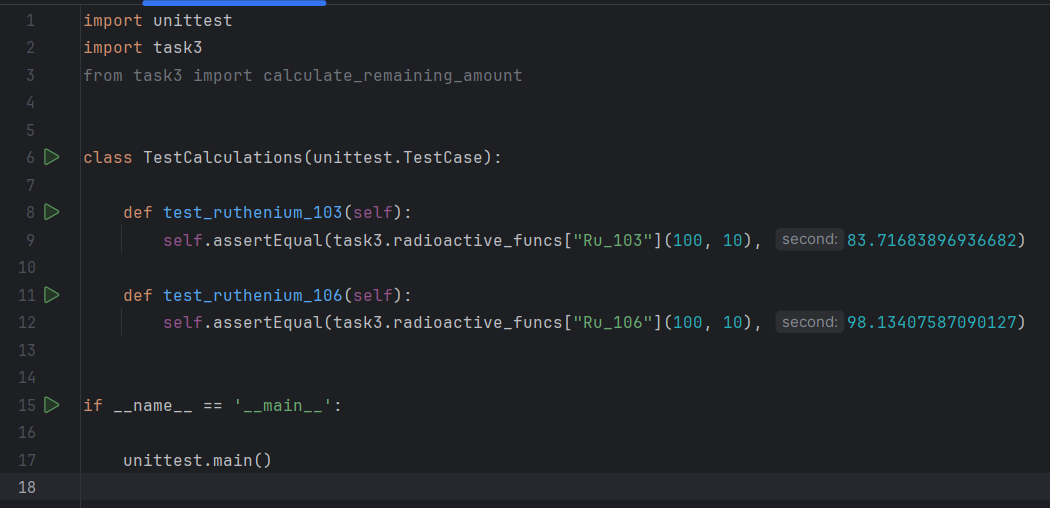 1 import unittest
2 import task3
3 from task3 import calculate_remaining_amount
4
5
6 class TestCalculations(unittest.TestCase):
7
8     def test_ruthenium_103(self):
9         self.assertEqual(task3.radioactive_funcs["Ru_103"](100, 10), second: 83.71683896936682)
10
11     def test_ruthenium_106(self):
12         self.assertEqual(task3.radioactive_funcs["Ru_106"](100, 10), second: 98.13407587090127)
13
14
15 if __name__ == '__main__':
16
17     unittest.main()
18